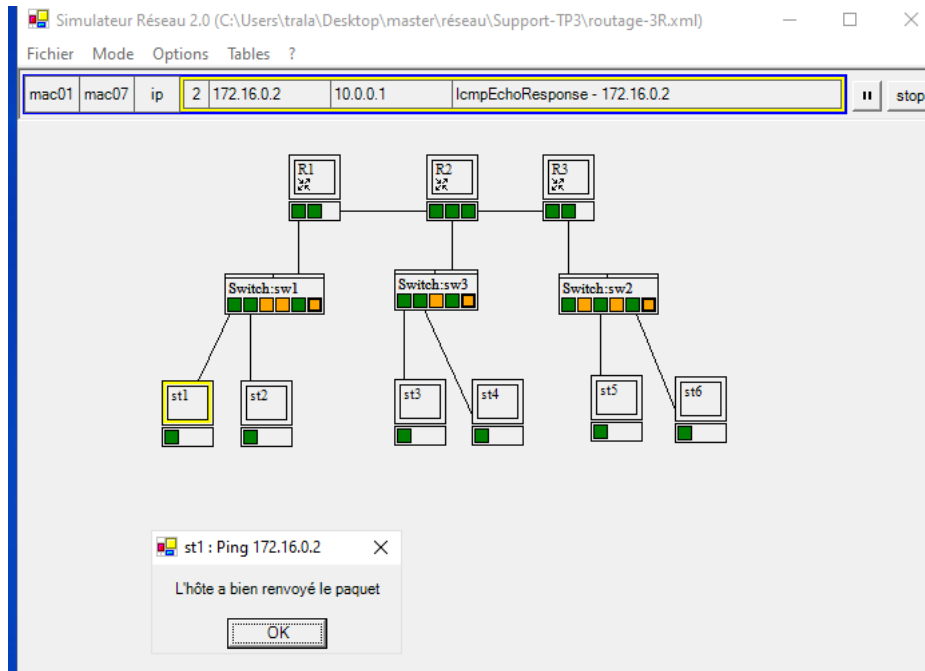 Simulateur Réseau 2.0 (C:\Users\trala\Desktop\master\réseau\Support-TP3\routage-3R.xml)
Fichier Mode Options Tables ?
mac01 mac07 ip 2 172.16.0.2 10.0.0.1 IcmpEchoResponse - 172.16.0.2 stop
R1 R2 R3
Switch:sw1 Switch:sw3 Switch:sw2
st1 st2 st3 st4 st5 st6
st1 : Ping 172.16.0.2
L'hôte a bien renvoyé le paquet
OK